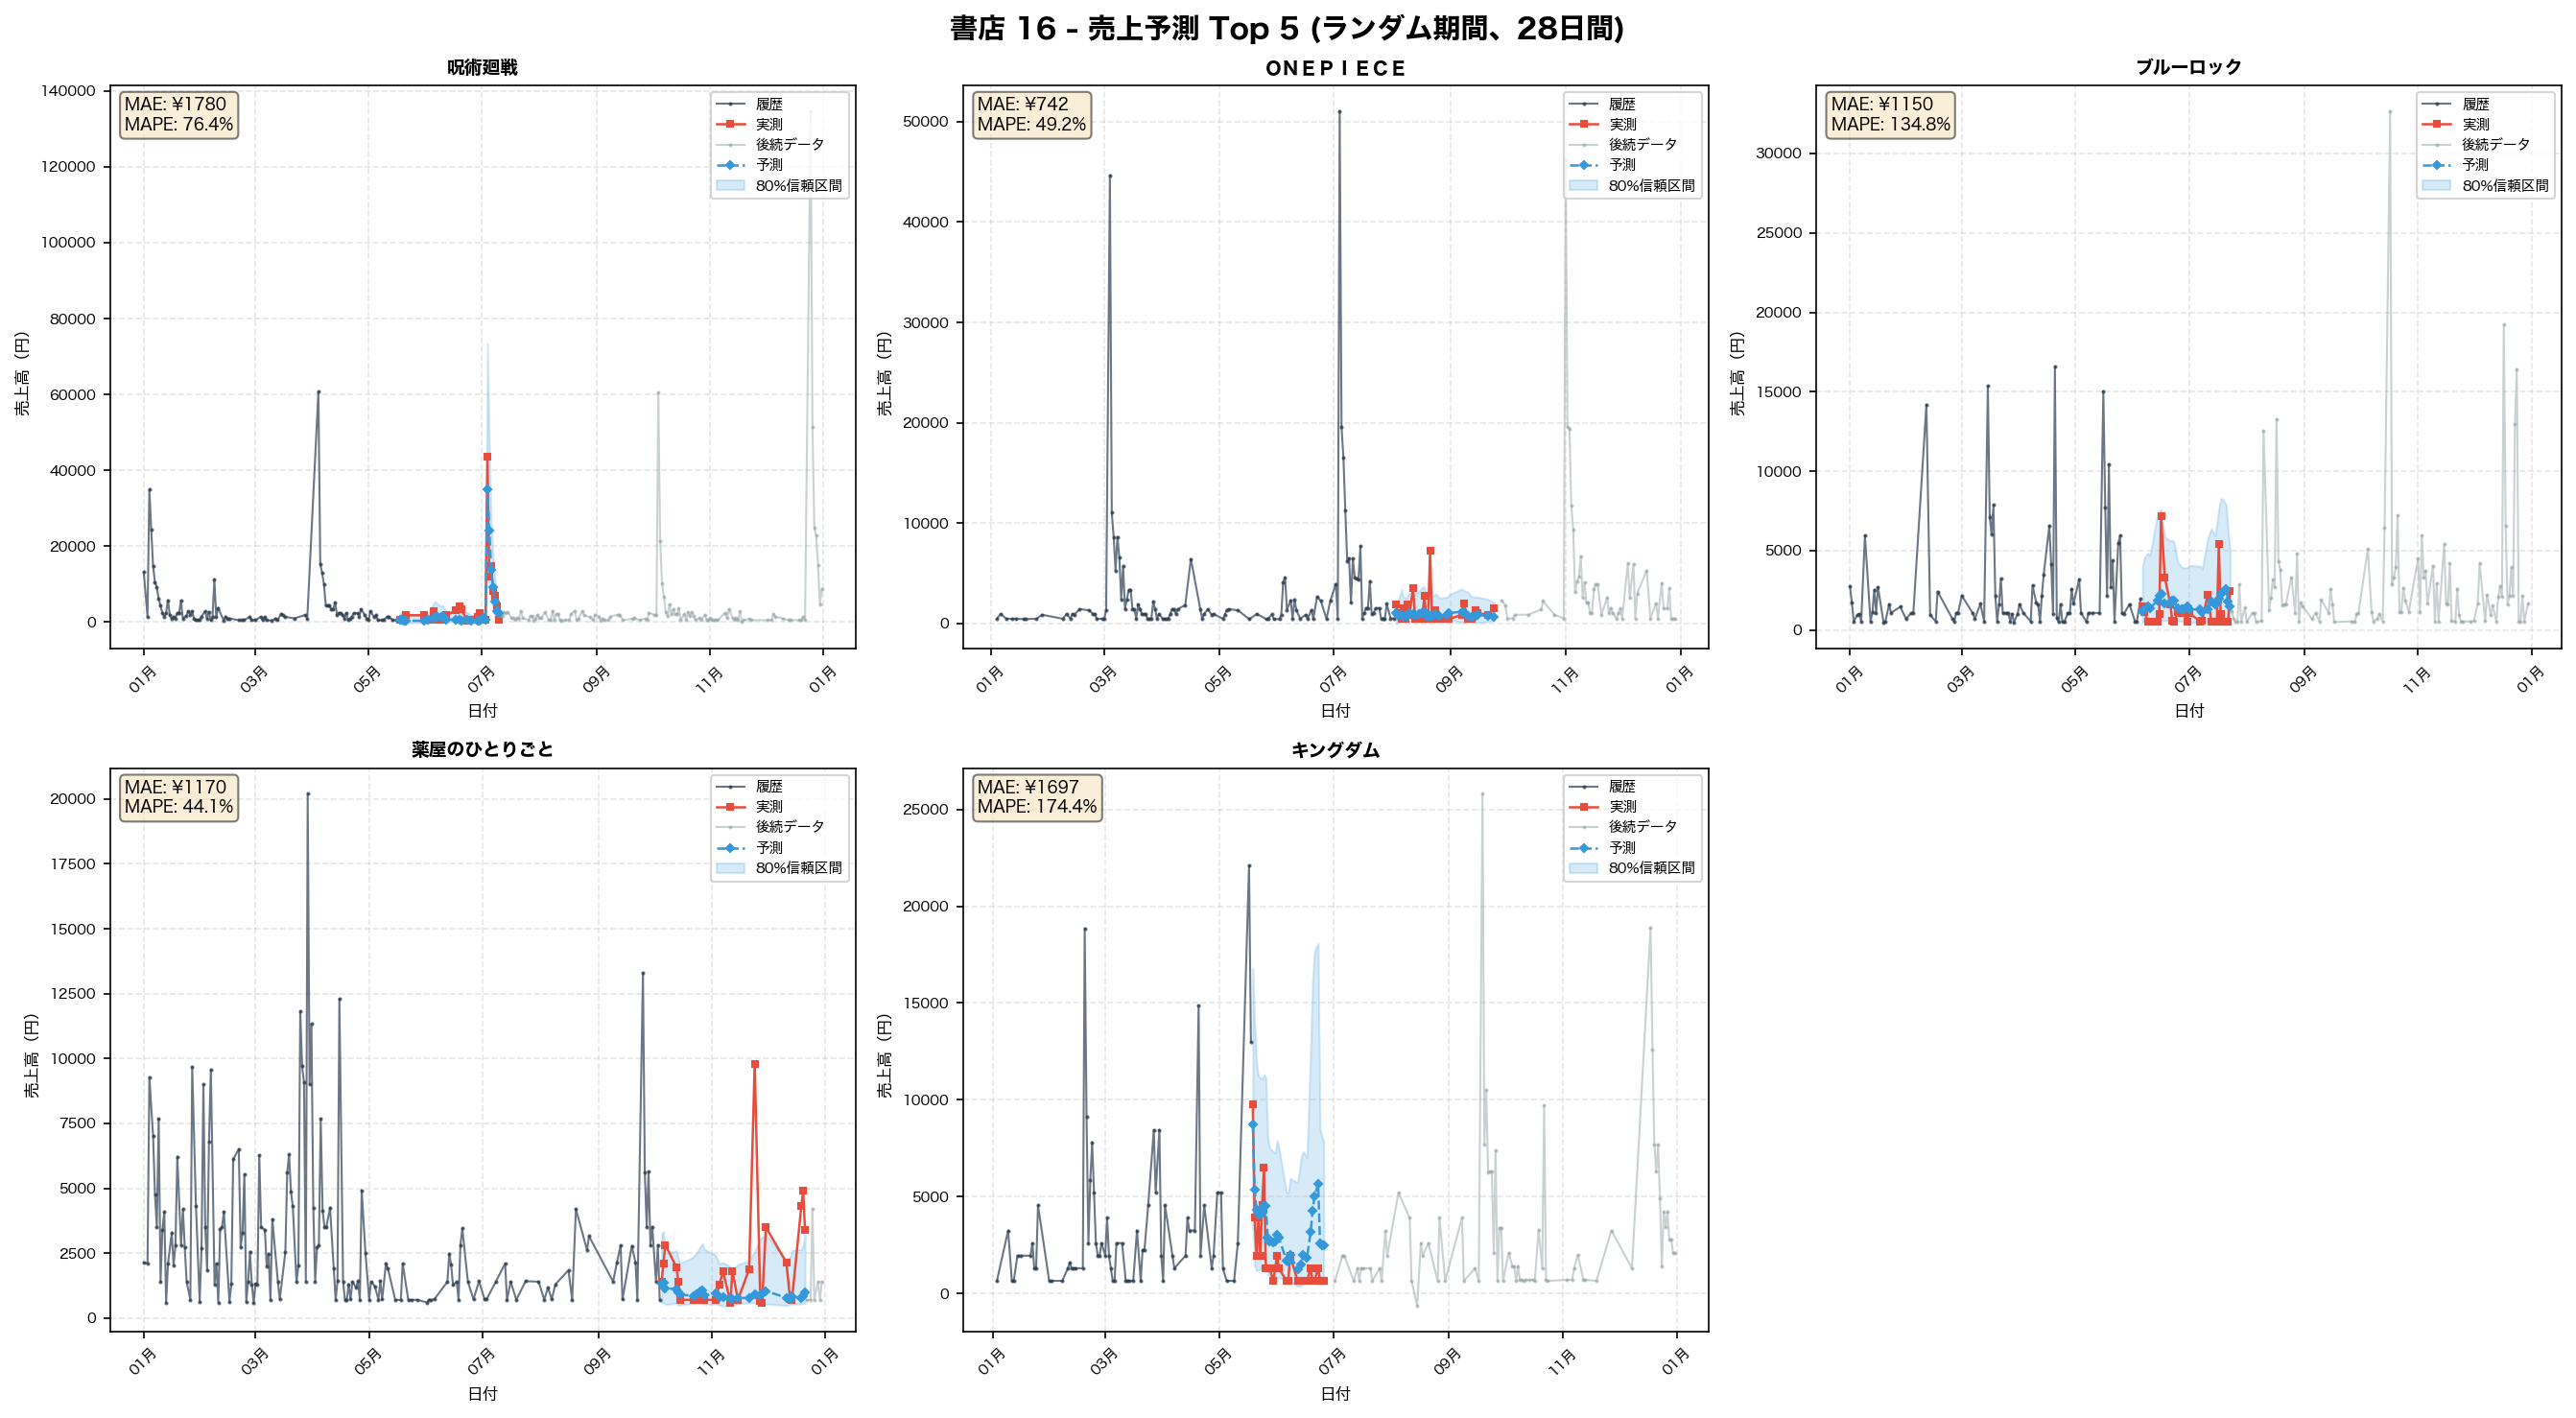 書店 16 - 売上予測 Top 5 (ランダム期間、28日間)
呪術廻戦
MAE: ¥1780
MAPE: 76.4%
履歴
実測
後続データ
予測
80%信頼区間
売上高（円）
140000
120000
100000
80000
60000
40000
20000
0
01月
03月
05月
07月
09月
11月
01月
日付
ＯＮＥＰＩＥＣＥ
MAE: ¥742
MAPE: 49.2%
履歴
実測
後続データ
予測
80%信頼区間
売上高（円）
50000
40000
30000
20000
10000
0
01月
03月
05月
07月
09月
11月
01月
日付
ブルーロック
MAE: ¥1150
MAPE: 134.8%
履歴
実測
後続データ
予測
80%信頼区間
売上高（円）
30000
25000
20000
15000
10000
5000
0
01月
03月
05月
07月
09月
11月
01月
日付
薬屋のひとりごと
MAE: ¥1170
MAPE: 44.1%
履歴
実測
後続データ
予測
80%信頼区間
売上高（円）
20000
17500
15000
12500
10000
7500
5000
2500
0
01月
03月
05月
07月
09月
11月
01月
日付
キングダム
MAE: ¥1697
MAPE: 174.4%
履歴
実測
後続データ
予測
80%信頼区間
売上高（円）
25000
20000
15000
10000
5000
0
01月
03月
05月
07月
09月
11月
01月
日付